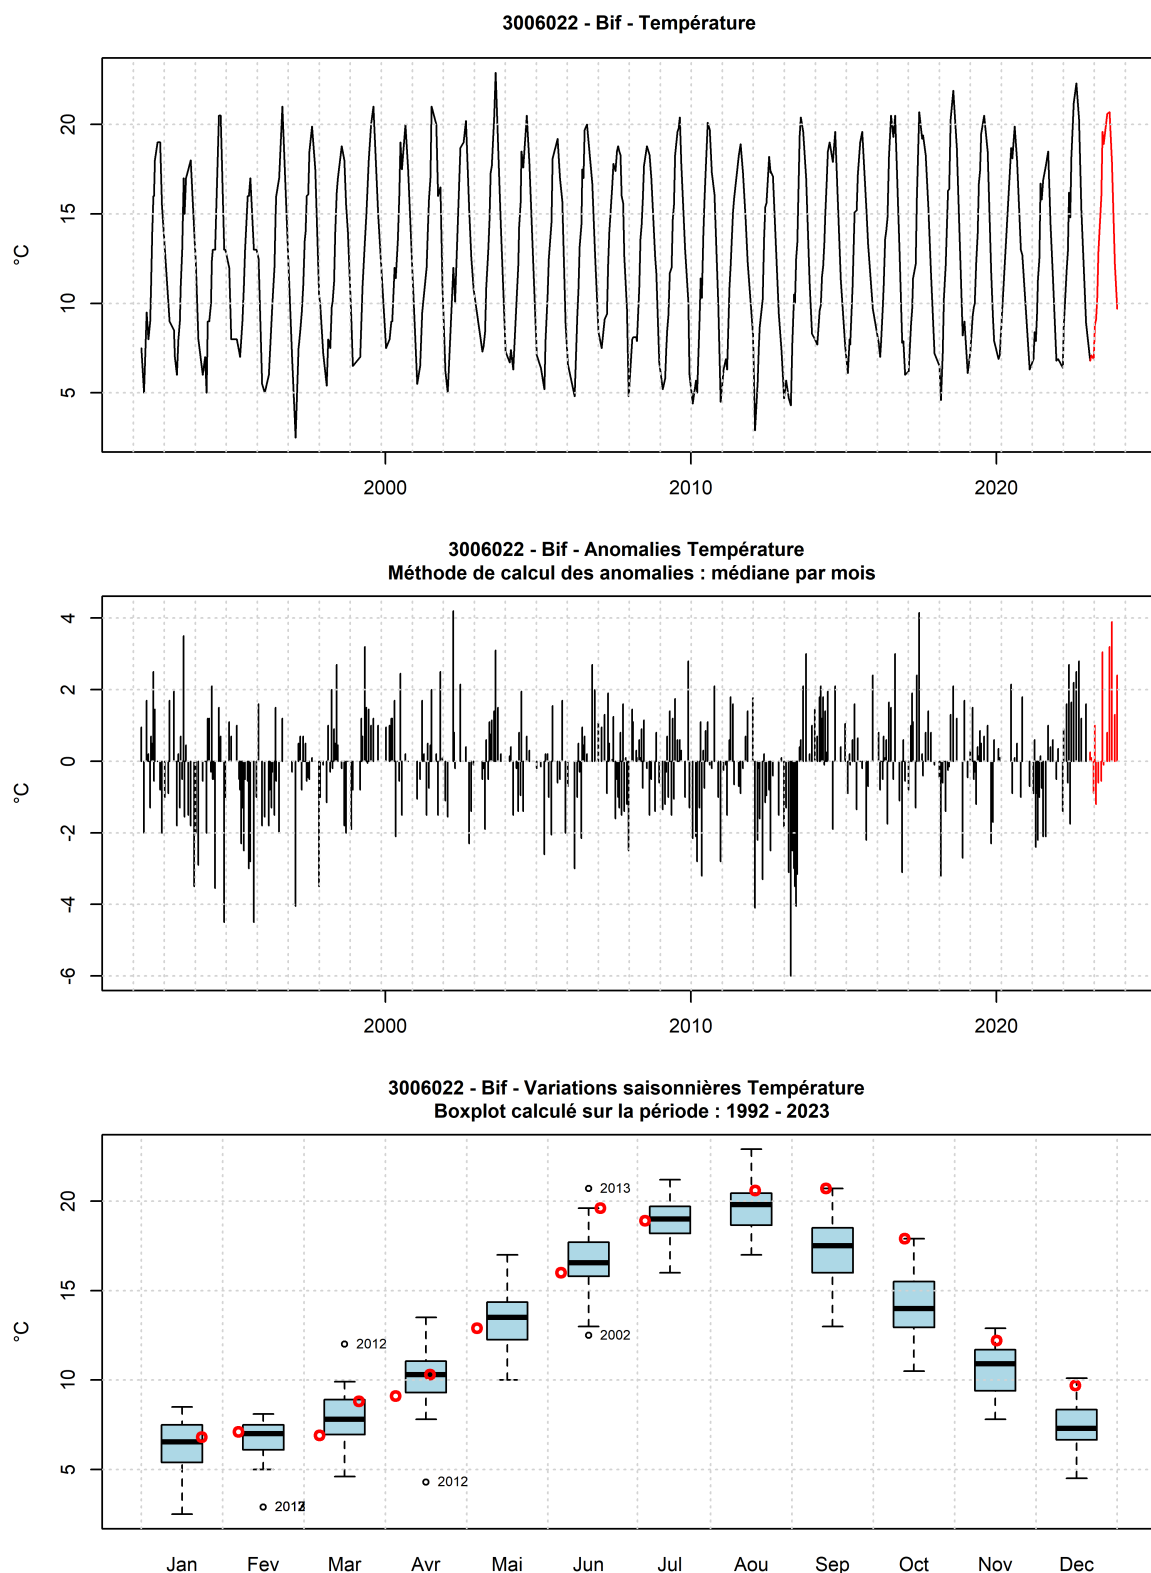 3006022 - Bif - Température
20
15
10
5
°C
2000 2010 2020
3006022 - Bif - Anomalies Température
Méthode de calcul des anomalies : médiane par mois
4
2
0
-2
-4
-6
°C
2000 2010 2020
3006022 - Bif - Variations saisonnières Température
Boxplot calculé sur la période : 1992 - 2023
20
15
10
5
°C
2013
2002
2012
2012
Jan Fev Mar Avr Mai Jun Jul Aou Sep Oct Nov Dec